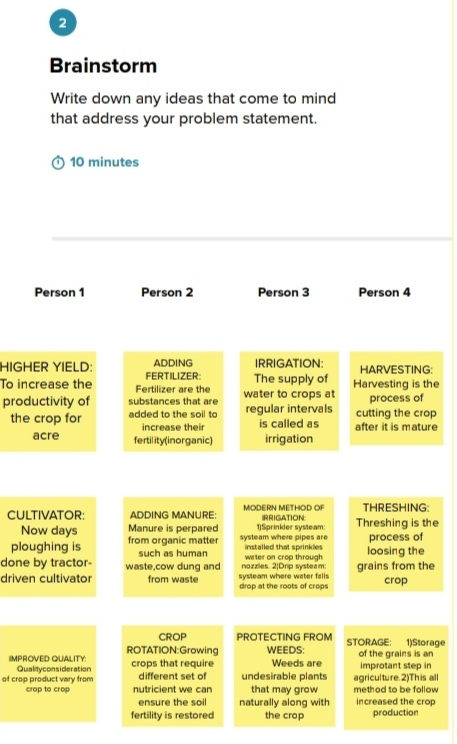 2
Brainstorm
Write down any ideas that come to mind
that address your problem statement.
10 minutes
Person 1
Person 2
Person 3
Person 4
HIGHER YIELD:
To increase the
productivity of
the crop for
acre
ADDING
FERTILIZER:
Fertilizer are the
substances that are
added to the soil to
increase their
fertility(inorganic)
IRRIGATION:
The supply of
water to crops at
regular intervals
is called as
irrigation
HARVESTING:
Harvesting is the
process of
cutting the crop
after it is mature
CULTIVATOR:
Now days
ploughing is
done by tractor-
driven cultivator
ADDING MANURE:
Manure is perpared
from organic matter
such as human
waste,cow dung and
from waste
MODERN METHOD OF
IRRIGATION:
1)Sprinkler systeam:
systeam where pipes are
installed that sprinkles
water on crop through
nozzles. 2)Drip systeam:
systeam where water falls
drop at the roots of crops
THRESHING:
Threshing is the
process of
loosing the
grains from the
crop
IMPROVED QUALITY:
Qualityconsideration
of crop product vary from
crop to crop
CROP
ROTATION:Growing
crops that require
different set of
nutricient we can
ensure the soil
fertility is restored
PROTECTING FROM
WEEDS:
Weeds are
undesirable plants
that may grow
naturally along with
the crop
STORAGE: 1)Storage
of the grains is an
improtant step in
agriculture.2)This all
method to be follow
increased the crop
production